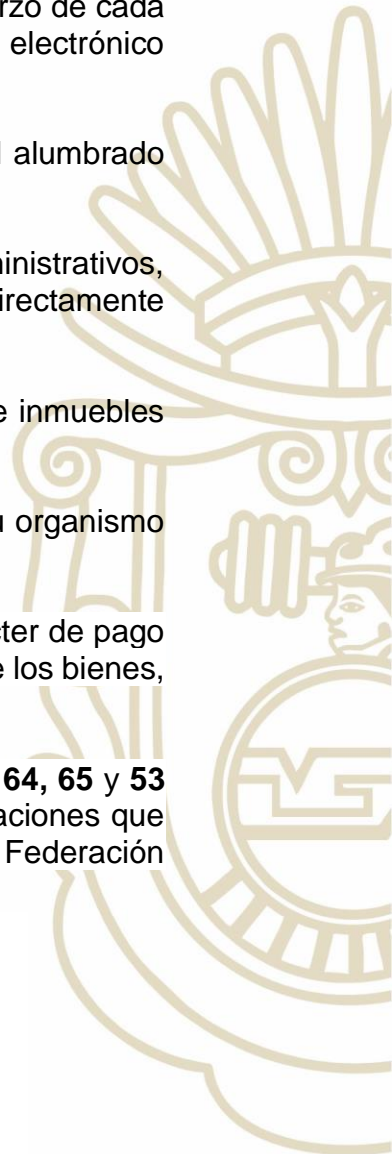 rzo de cada
electrónico
alumbrado
inistrativos,
irectamente
inmuebles
organismo
cter de pago
e los bienes,
64, 65 y 53
aciones que
Federación